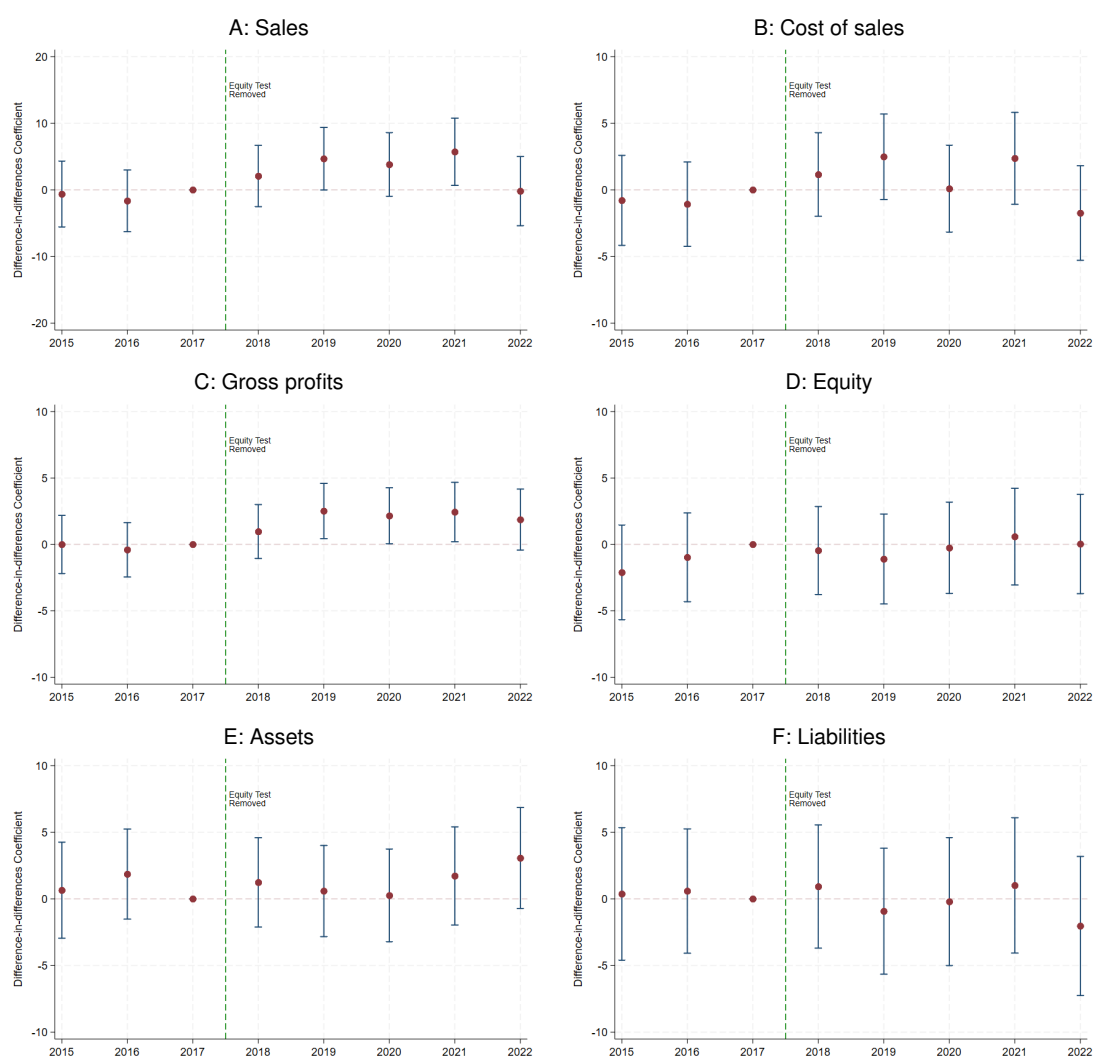 A: Sales
Difference-in-differences Coefficient
20
10
0
-10
-20
Equity Test
Removed
2015 2016 2017 2018 2019 2020 2021 2022
B: Cost of sales
Difference-in-differences Coefficient
10
5
0
-5
-10
Equity Test
Removed
2015 2016 2017 2018 2019 2020 2021 2022
C: Gross profits
Difference-in-differences Coefficient
10
5
0
-5
-10
Equity Test
Removed
2015 2016 2017 2018 2019 2020 2021 2022
D: Equity
Difference-in-differences Coefficient
10
5
0
-5
-10
Equity Test
Removed
2015 2016 2017 2018 2019 2020 2021 2022
E: Assets
Difference-in-differences Coefficient
10
5
0
-5
-10
Equity Test
Removed
2015 2016 2017 2018 2019 2020 2021 2022
F: Liabilities
Difference-in-differences Coefficient
10
5
0
-5
-10
Equity Test
Removed
2015 2016 2017 2018 2019 2020 2021 2022